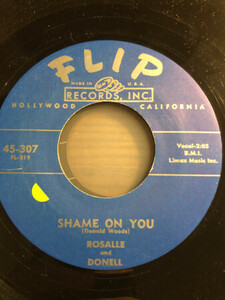 FLIP
MADE IN U.S.A.
RECORDS, INC.
HOLLYWOOD CALIFORNIA
45-307
FL-319
Vocal-2:05
B.M.I.
Limax Music Inc.
SHAME ON YOU
(Donald Woods)
ROSALLE
and
DONELL